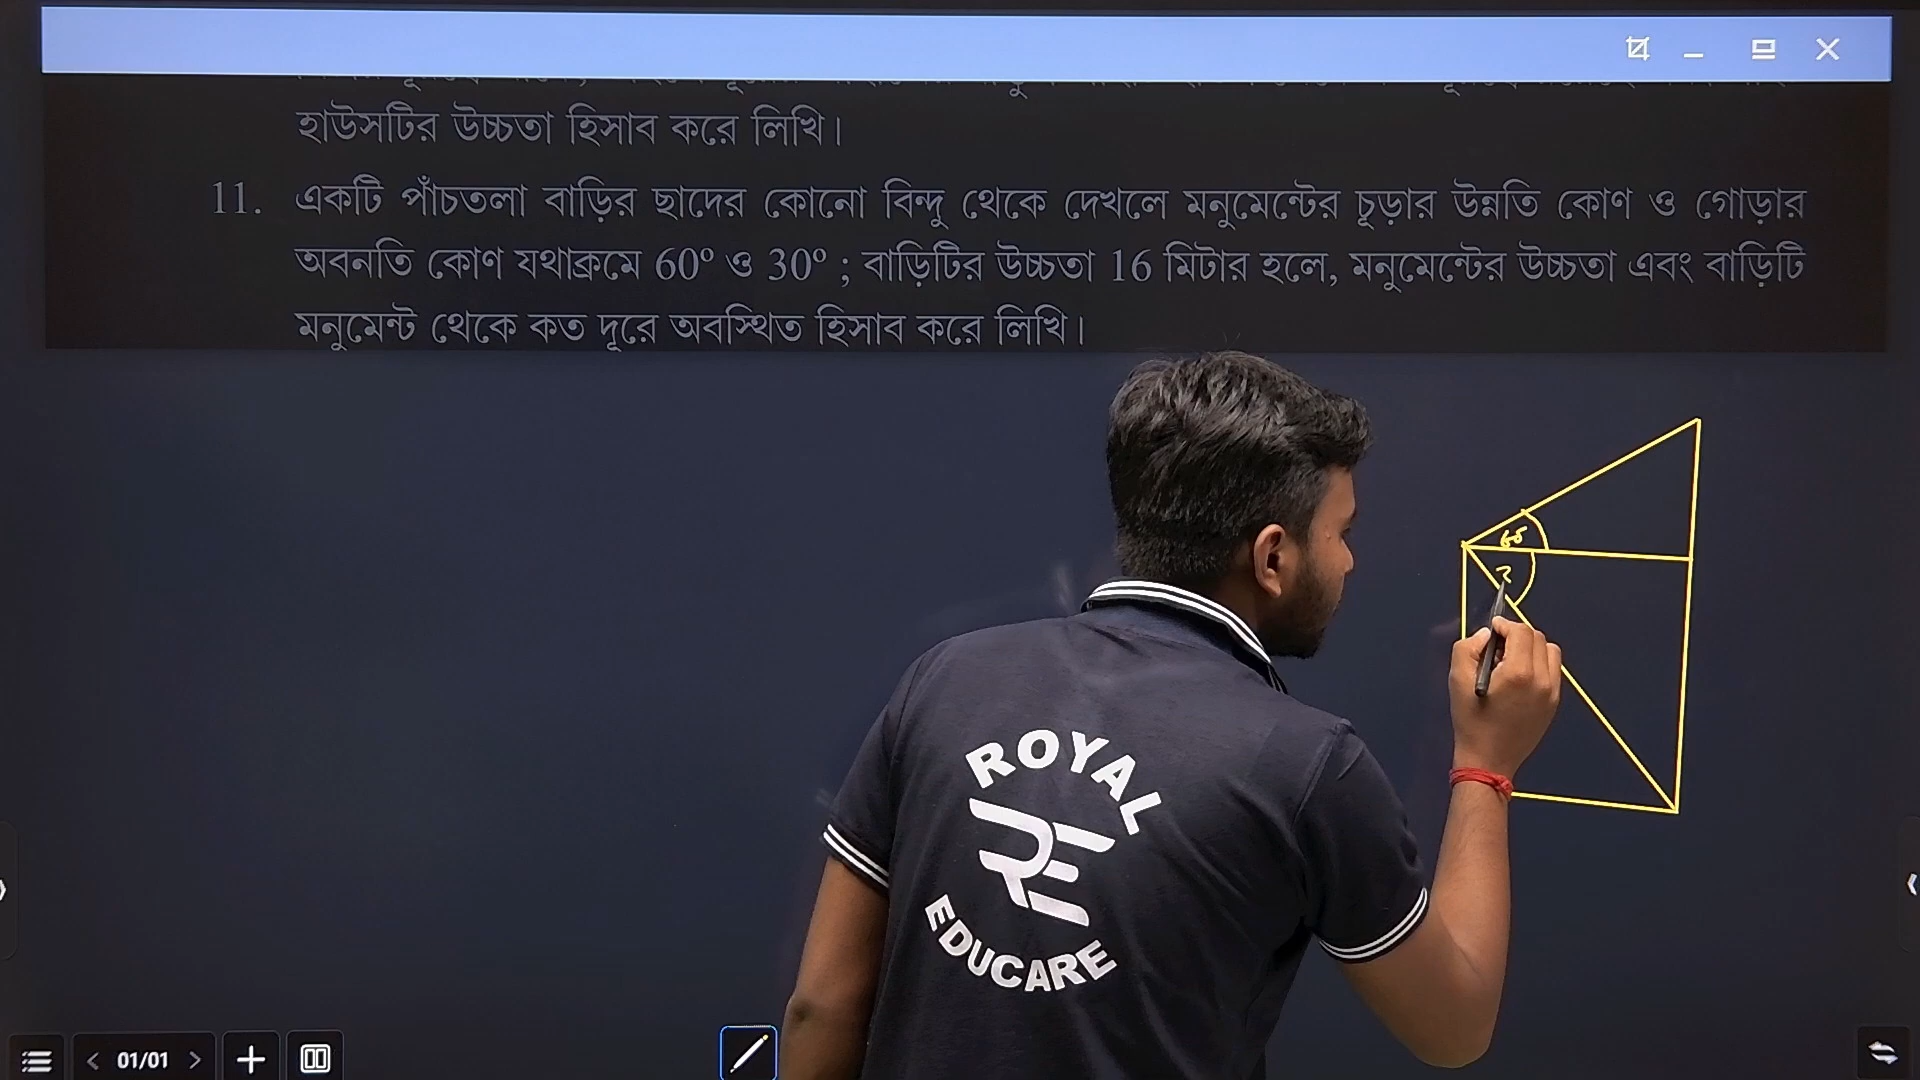 হাউসটির উচ্চতা হিসাব করে লিখি।
11. একটি পাঁচতলা বাড়ির ছাদের কোনো বিন্দু থেকে দেখলে মনুমেন্টের চূড়ার উন্নতি কোণ ও গোড়ার
অবনতি কোণ যথাক্রমে 60° ও 30° ; বাড়িটির উচ্চতা 16 মিটার হলে, মনুমেন্টের উচ্চতা এবং বাড়িটি
মনুমেন্ট থেকে কত দূরে অবস্থিত হিসাব করে লিখি।
ROYAL
RE
EDUCARE
01/01